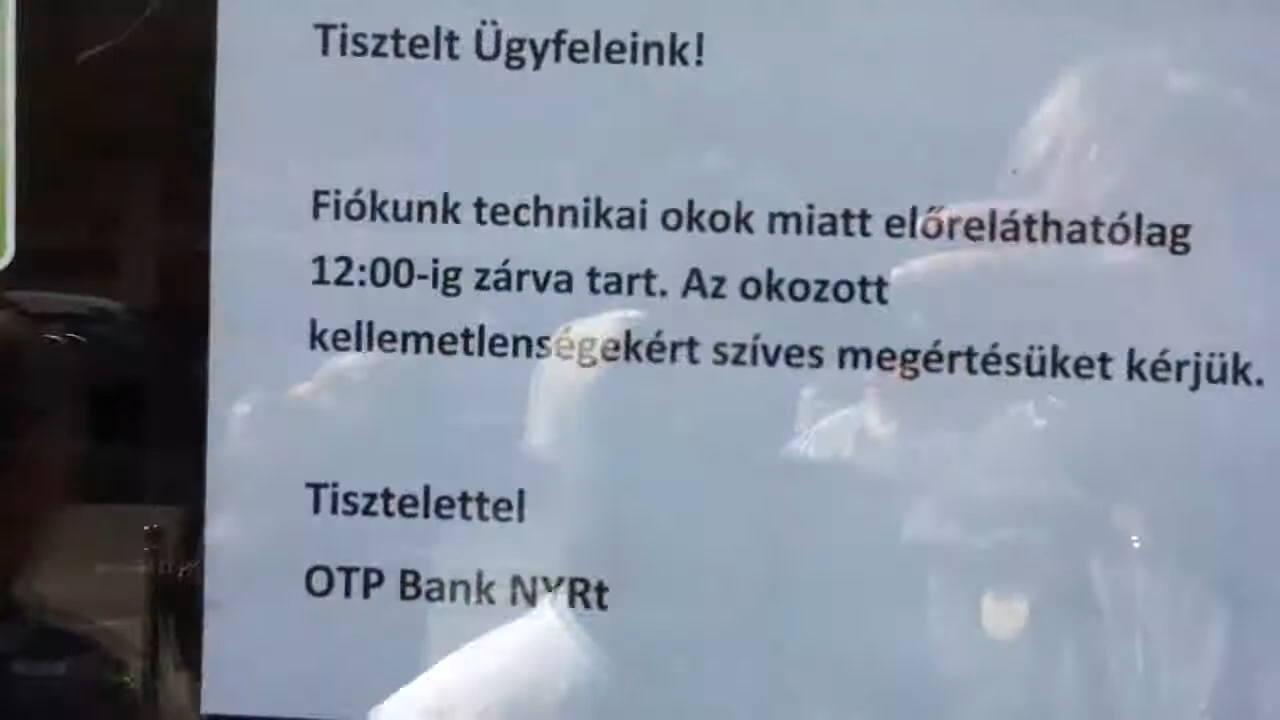 Tisztelt Ügyfeleink!
Fiókunk technikai okok miatt előreláthatólag
12:00-ig zárva tart. Az okozott
kellemetlenségekért szíves megértésüket kérjük.
Tisztelettel
OTP Bank NYRt